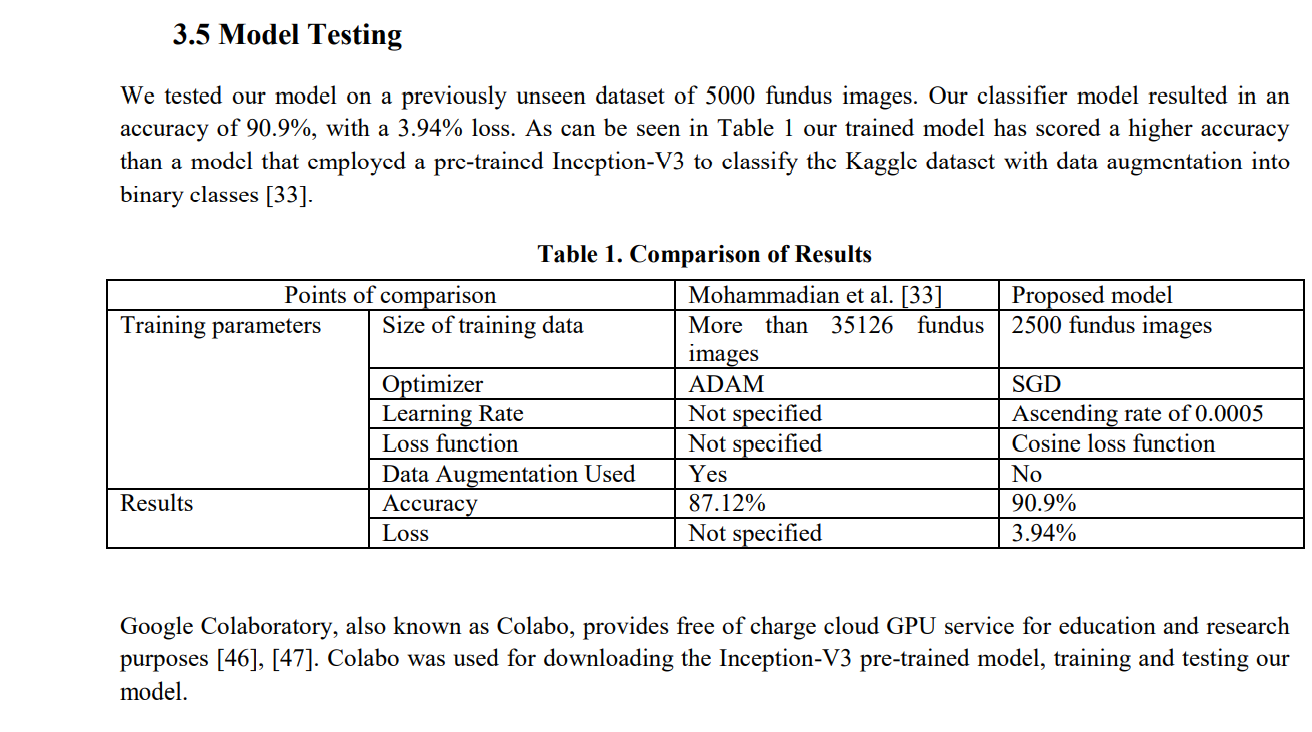 3.5 Model Testing
We tested our model on a previously unseen dataset of 5000 fundus images. Our classifier model resulted in an
accuracy of 90.9%, with a 3.94% loss. As can be seen in Table 1 our trained model has scored a higher accuracy
than a model that employed a pre-trained Inception-V3 to classify the Kaggle dataset with data augmentation into
binary classes [33].
Table 1. Comparison of Results
Points of comparison Mohammadian et al. [33] Proposed model
Training parameters Size of training data More than 35126 fundus 2500 fundus images
images
Optimizer ADAM SGD
Learning Rate Not specified Ascending rate of 0.0005
Loss function Not specified Cosine loss function
Data Augmentation Used Yes No
Results Accuracy 87.12% 90.9%
Loss Not specified 3.94%
Google Colaboratory, also known as Colabo, provides free of charge cloud GPU service for education and research
purposes [46], [47]. Colabo was used for downloading the Inception-V3 pre-trained model, training and testing our
model.